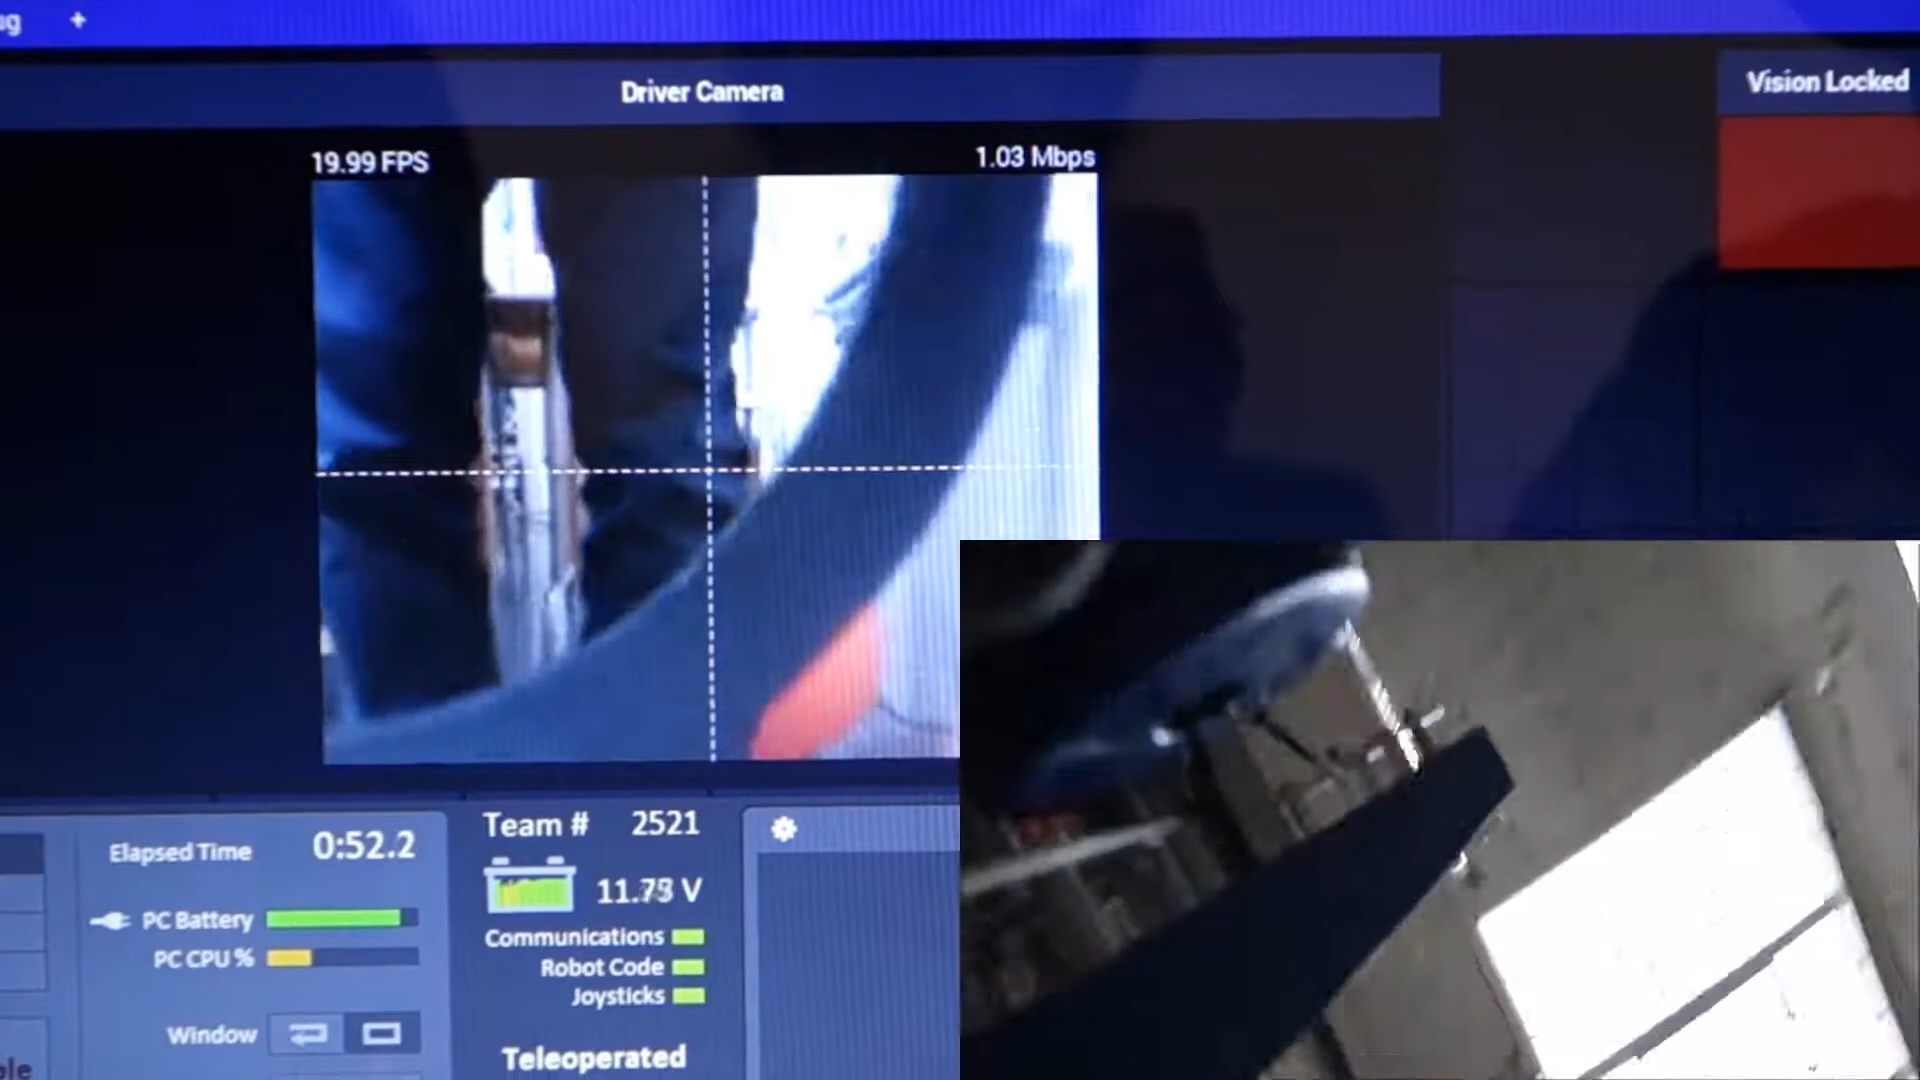 Driver Camera
Vision Locked
19.99 FPS
1.03 Mbps
Elapsed Time 0:52.2
PC Battery
PC CPU %
Window
Team # 2521
V
Communications
Robot Code
Joysticks
Teleoperated